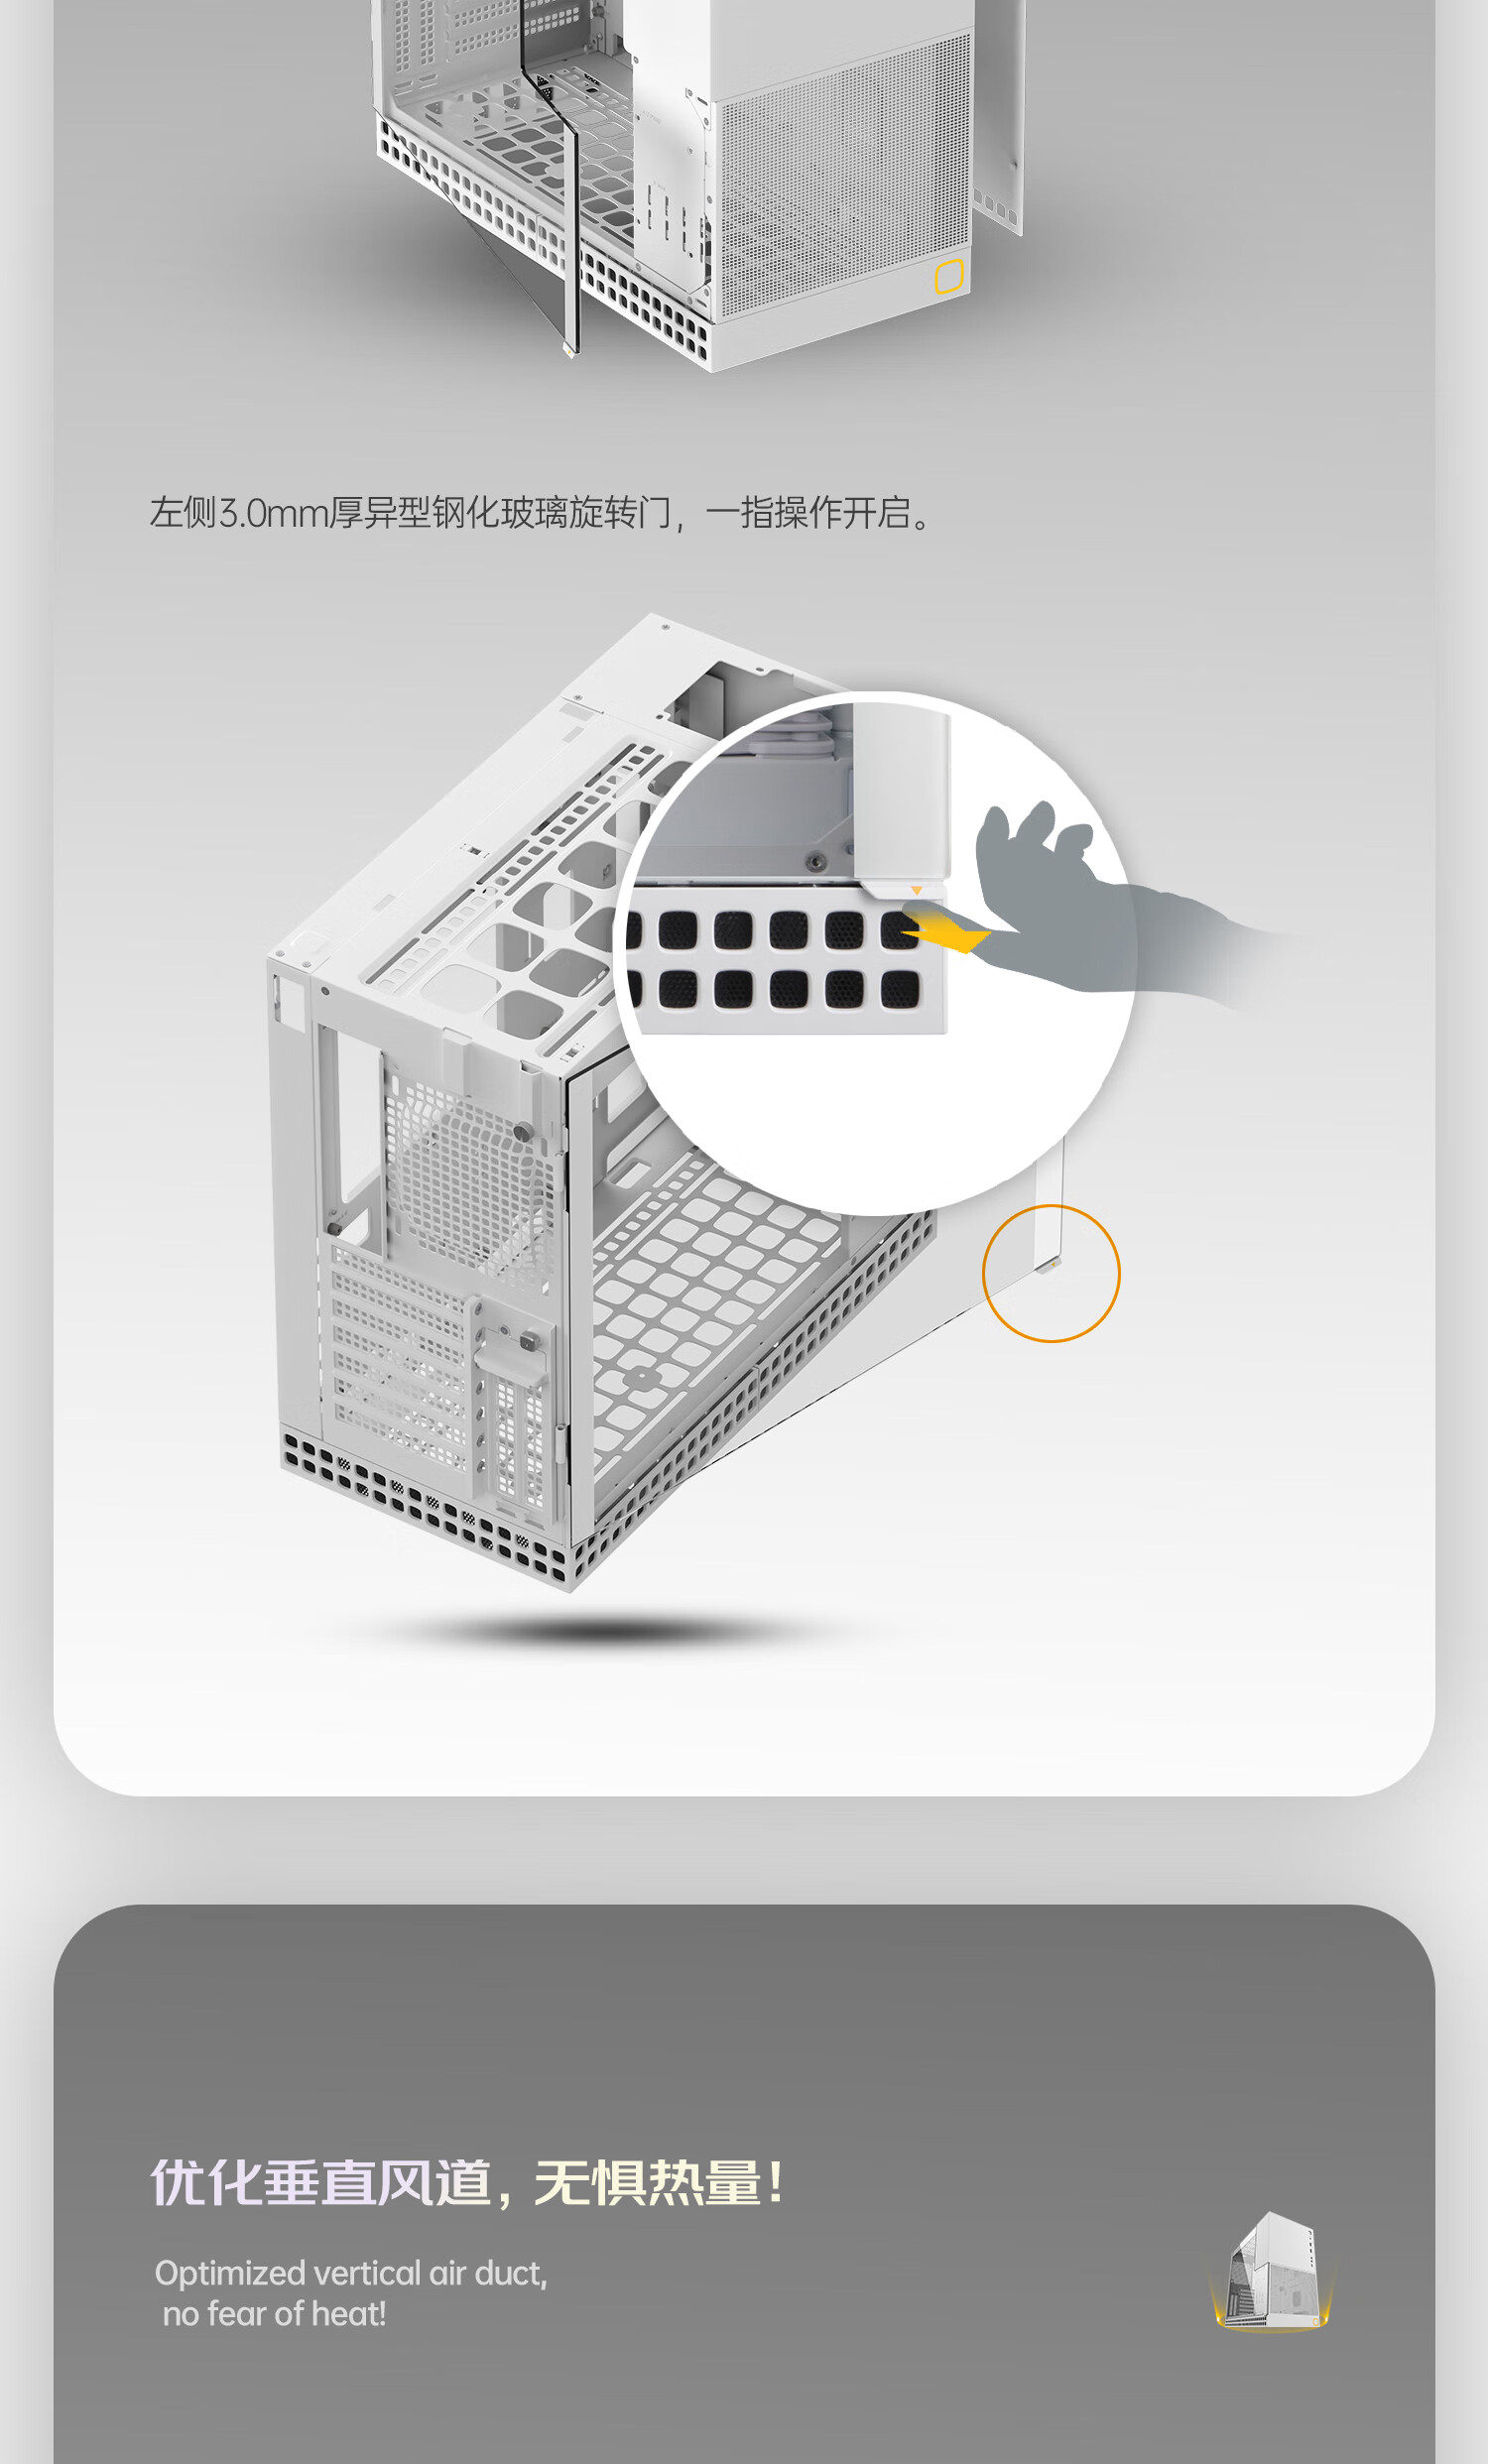 左侧3.0mm厚异型钢化玻璃旋转门，一指操作开启。
优化垂直风道，无惧热量！
Optimized vertical air duct,
no fear of heat!